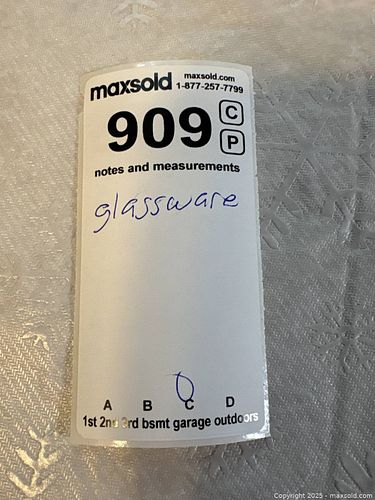 maxsold maxsold.com
1-877-257-7799
909 C
P
notes and measurements
glassware
A B C D
1st 2nd 3rd bsmt garage outdoors
Copyright 2025 - maxsold.com